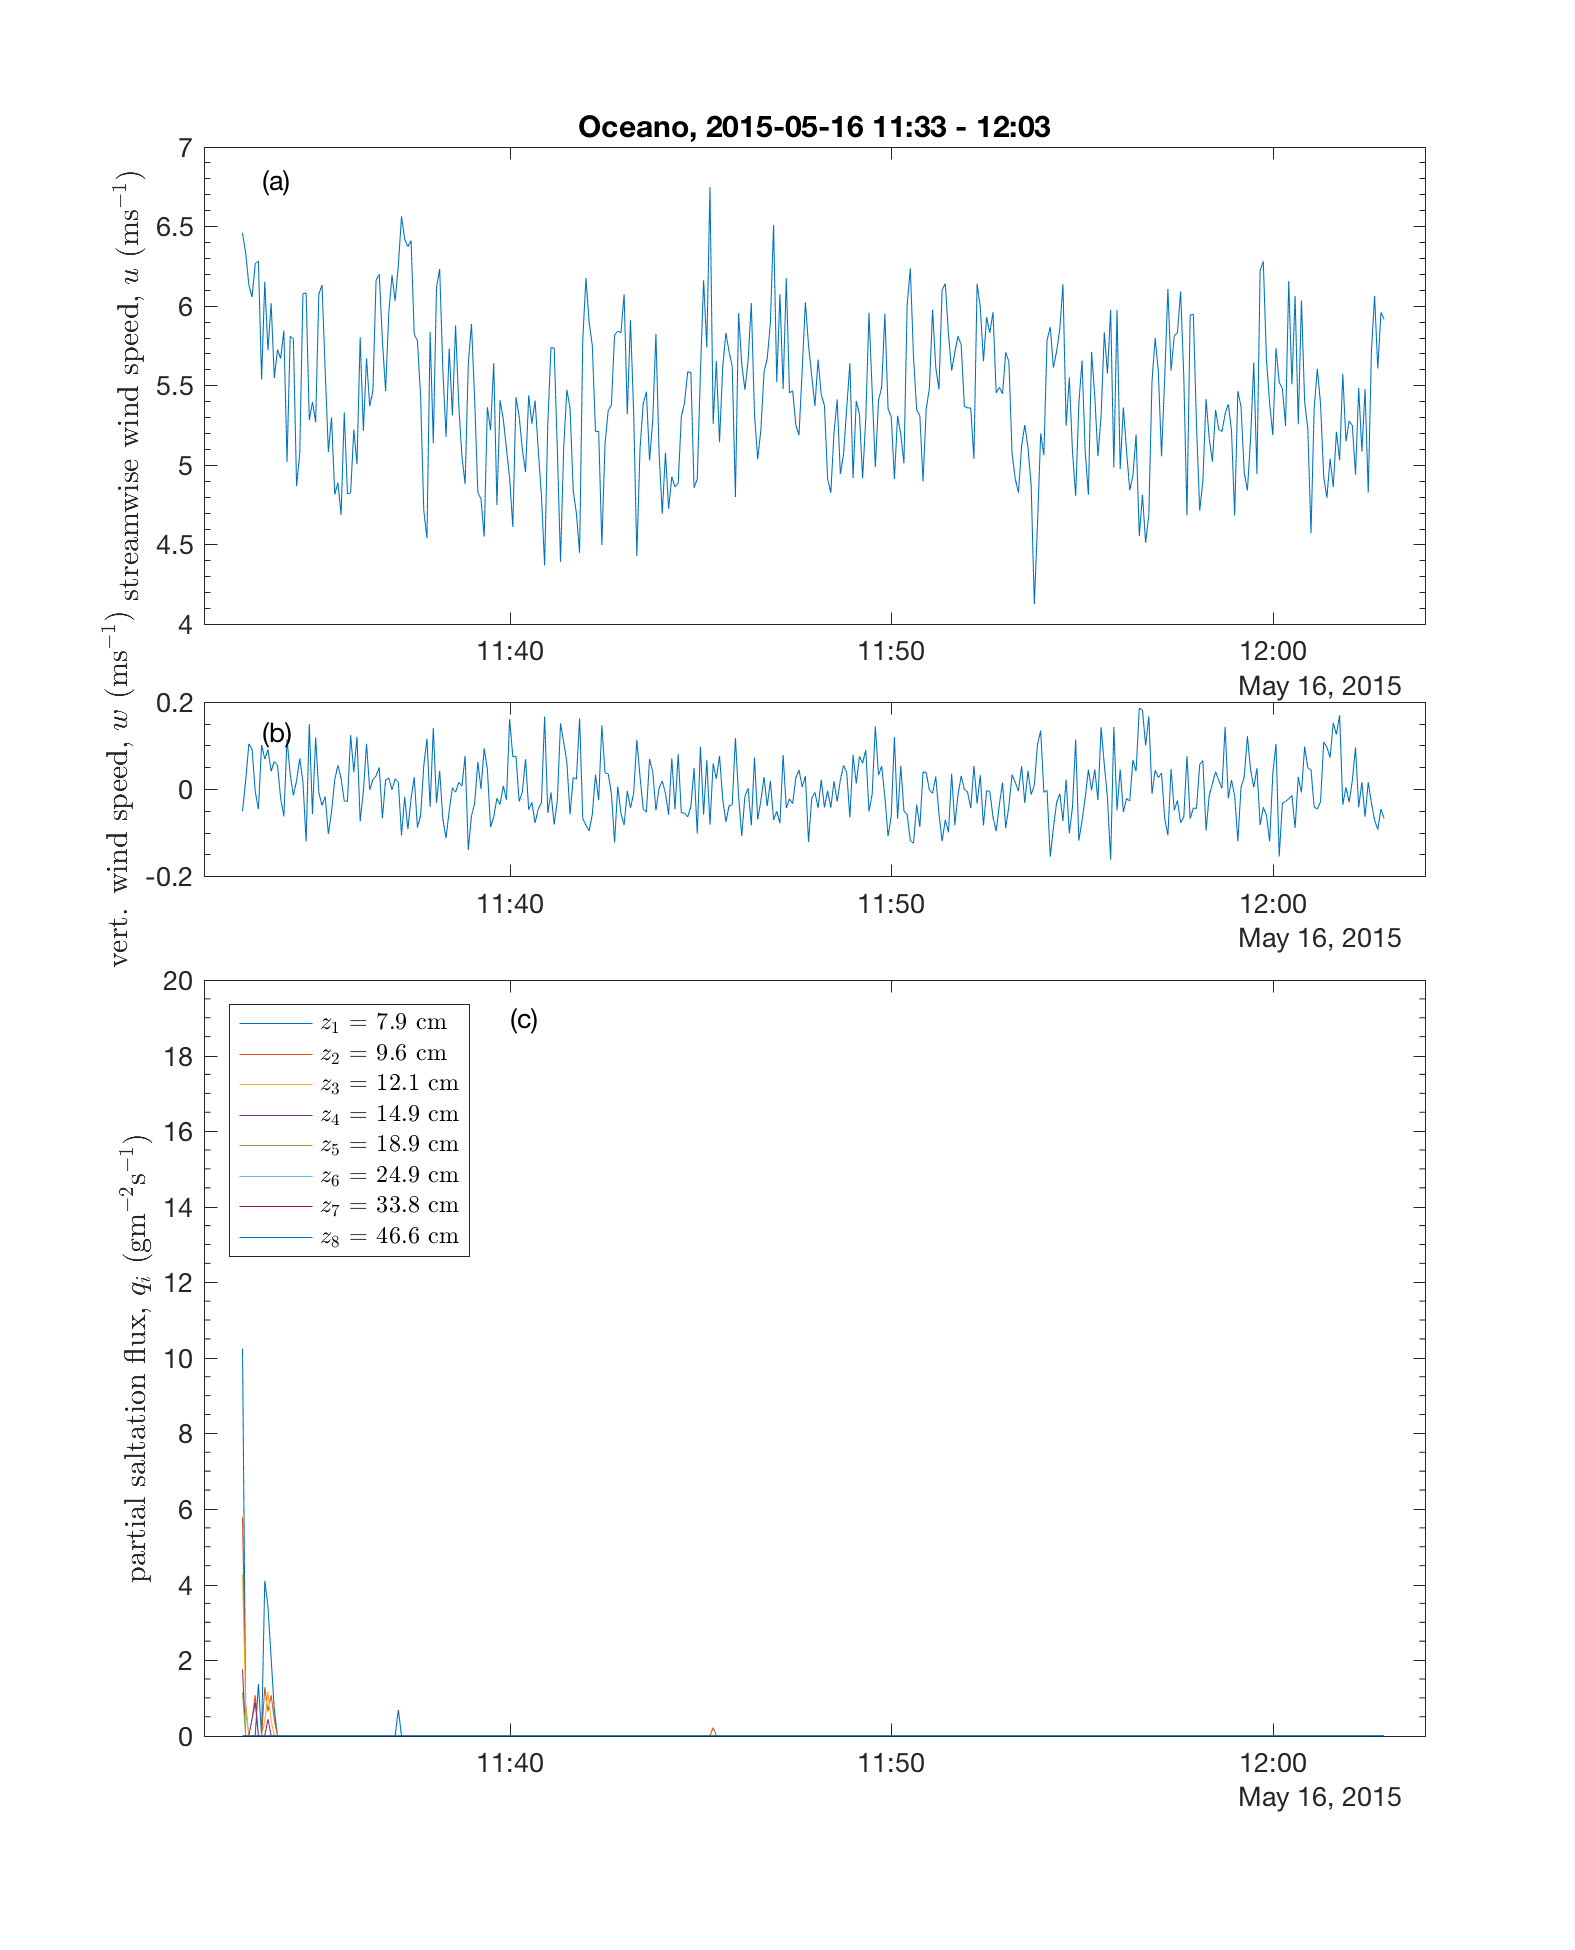 Oceano, 2015-05-16 11:33 - 12:03
(a)
streamwise wind speed, u (ms⁻¹)
7
6.5
6
5.5
5
4.5
4
11:40 11:50 12:00
May 16, 2015
(b)
vert. wind speed, w (ms⁻¹)
0.2
0
-0.2
11:40 11:50 12:00
May 16, 2015
(c)
partial saltation flux, qᵢ (gm⁻²s⁻¹)
20
18
16
14
12
10
8
6
4
2
0
z₁ = 7.9 cm
z₂ = 9.6 cm
z₃ = 12.1 cm
z₄ = 14.9 cm
z₅ = 18.9 cm
z₆ = 24.9 cm
z₇ = 33.8 cm
z₈ = 46.6 cm
11:40 11:50 12:00
May 16, 2015